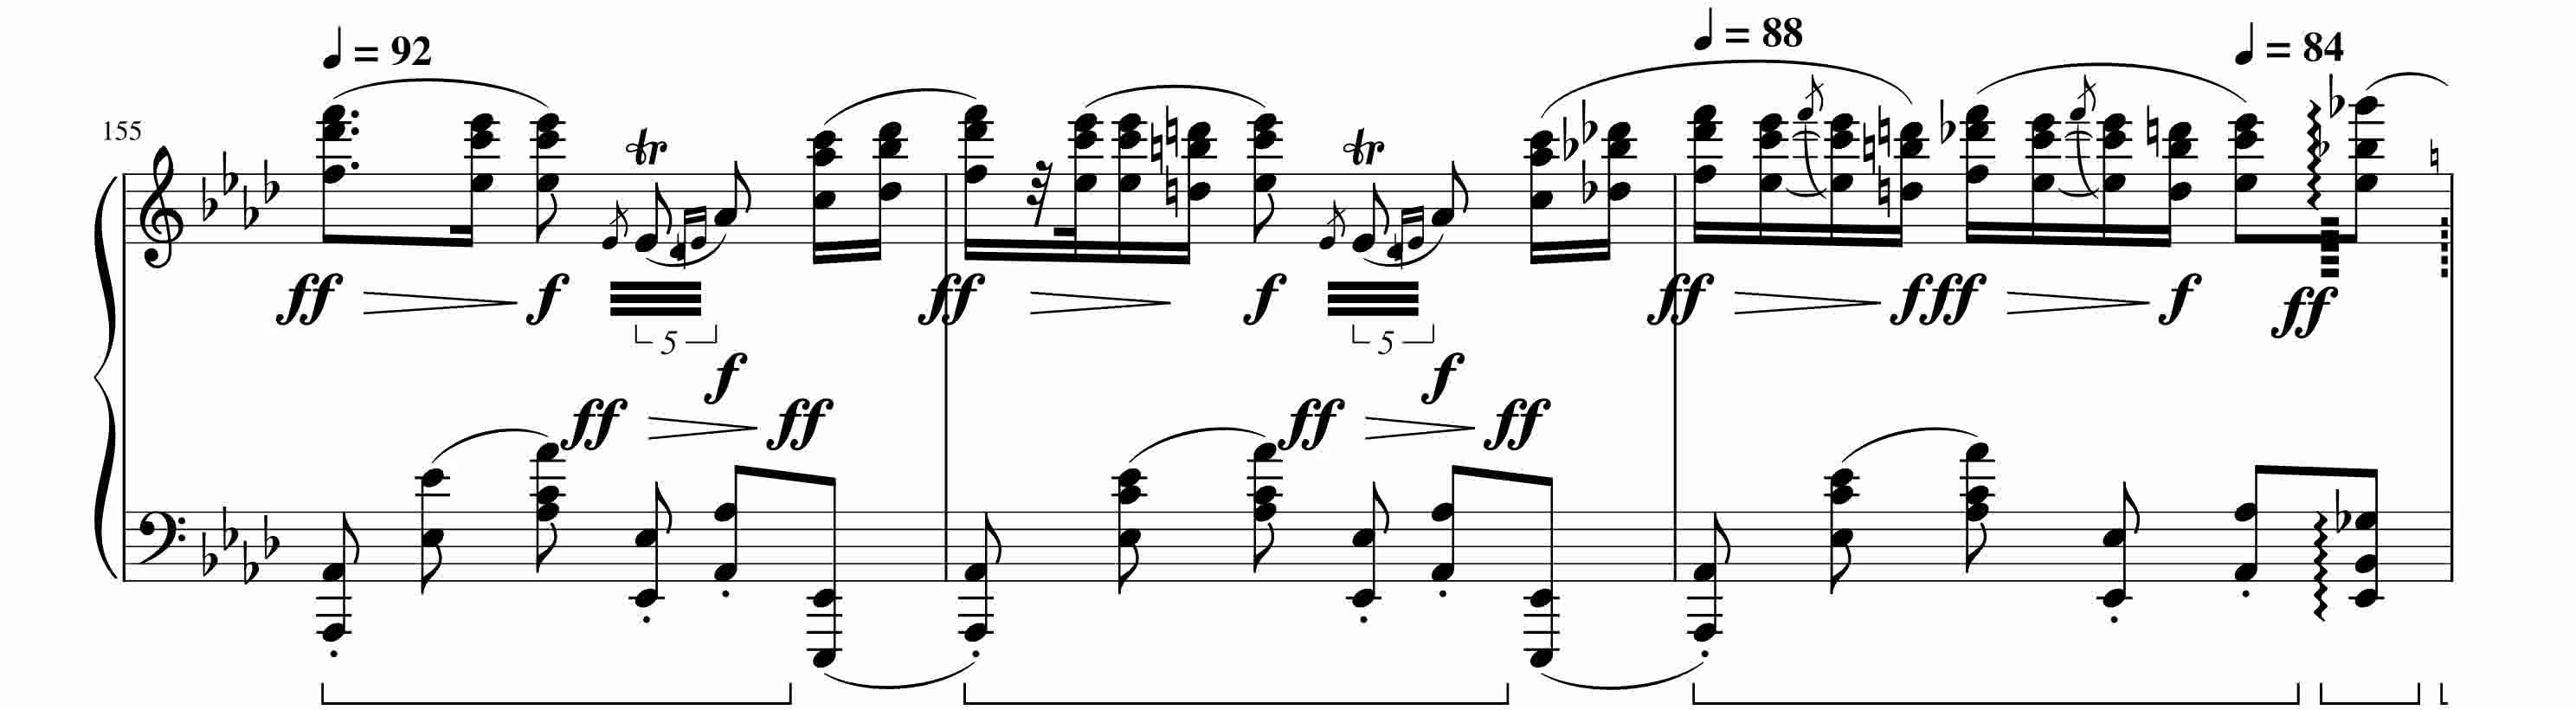 = 92
= 88
= 84
155
tr
tr
ff f ff f ff fff f ff
5
5
f f
ff ff ff ff